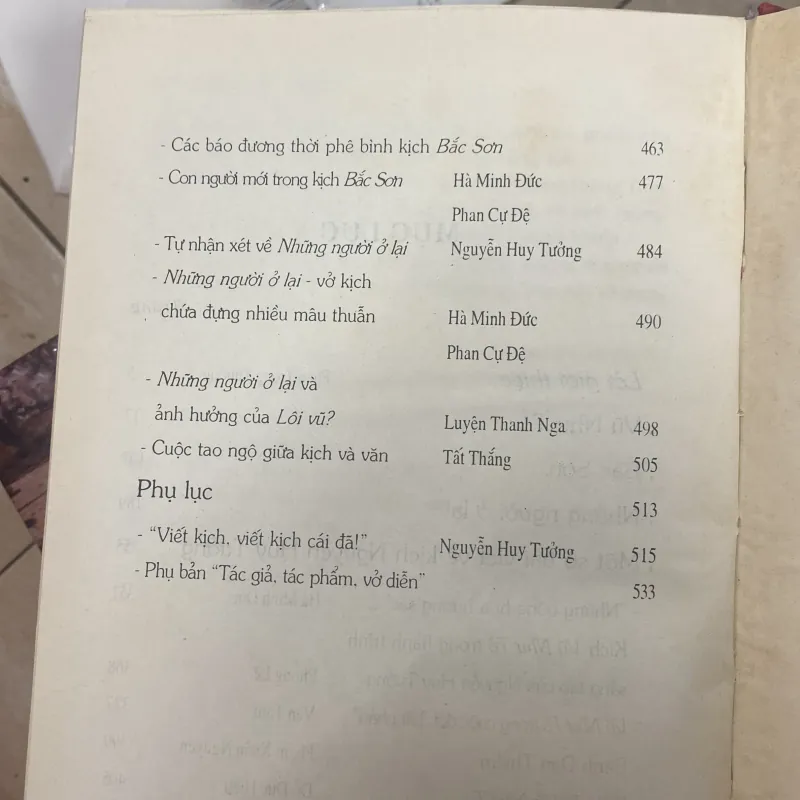 - Các báo đương thời phê bình kịch Bắc Sơn 463
- Con người mới trong kịch Bắc Sơn Hà Minh Đức 477
Phan Cự Đệ
- Tự nhận xét về Những người ở lại Nguyễn Huy Tưởng 484
- Những người ở lại - vở kịch
chứa đựng nhiều mâu thuẫn Hà Minh Đức 490
Phan Cự Đệ
- Những người ở lại và
ảnh hưởng của Lôi vũ? Luyện Thanh Nga 498
- Cuộc tao ngộ giữa kịch và văn Tất Thắng 505
Phụ lục 513
- “Viết kịch, viết kịch cái đã!” Nguyễn Huy Tưởng 515
- Phụ bản “Tác giả, tác phẩm, vở diễn” 533